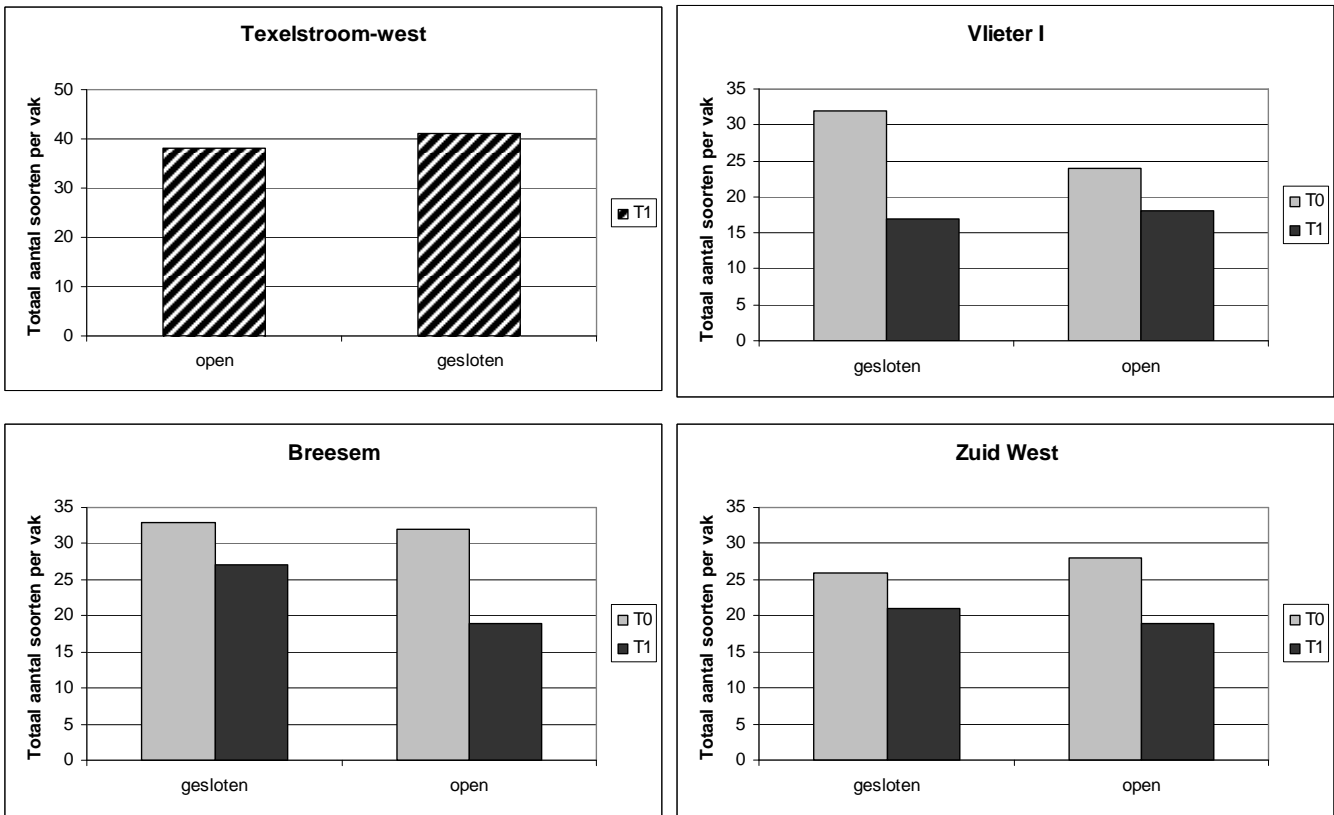 Texelstroom-west
Totaal aantal soorten per vak
50
40
30
20
10
0
open gesloten
T1
Vlieter I
Totaal aantal soorten per vak
35
30
25
20
15
10
5
0
gesloten open
T0
T1
Breesem
Totaal aantal soorten per vak
35
30
25
20
15
10
5
0
gesloten open
T0
T1
Zuid West
Totaal aantal soorten per vak
35
30
25
20
15
10
5
0
gesloten open
T0
T1